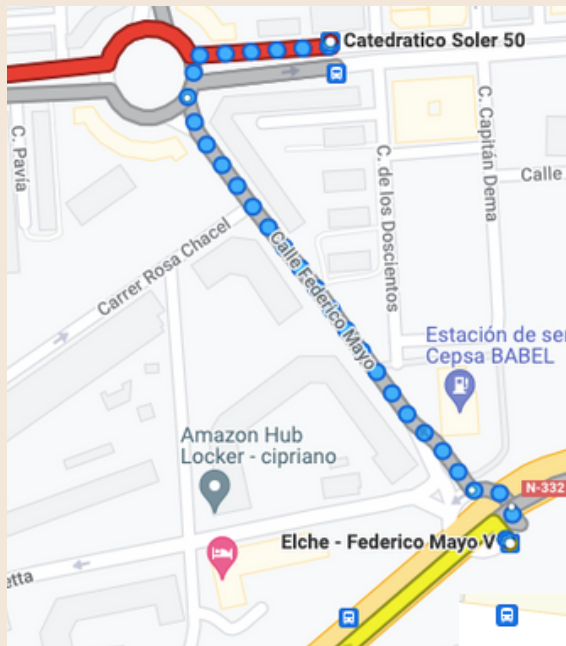 Catedratico Soler 50
C. Pavía
C. de los Doscientos
C. Capitán Dema
Calle
Carrer Rosa Chacel
Calle Federico Mayo
Estación de ser
Cepsa BABEL
Amazon Hub
Locker - cipriano
N-332
Elche - Federico Mayo V
etta